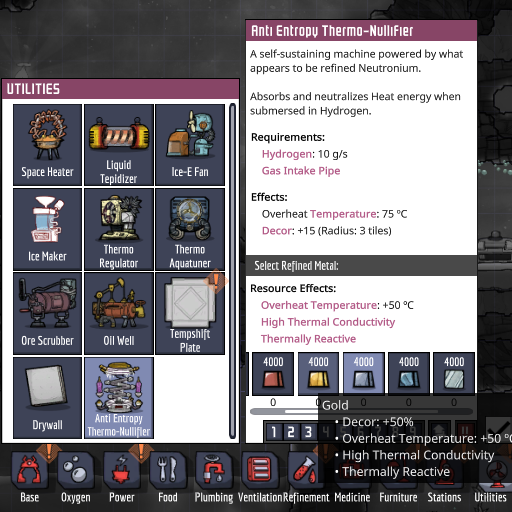 Anti Entropy Thermo-Nullifier
A self-sustaining machine powered by what
appears to be refined Neutronium.
Absorbs and neutralizes Heat energy when
submersed in Hydrogen.
Requirements:
Hydrogen: 10 g/s
Gas Intake Pipe
Effects:
Overheat Temperature: 75 ºC
Decor: +15 (Radius: 3 tiles)
Select Refined Metal:
Resource Effects:
Overheat Temperature: +50 ºC
High Thermal Conductivity
Thermally Reactive
4000 4000 4000 4000 4000
0 0 0
Gold
• Decor: +50%
• Overheat Temperature: +50 ºC
• High Thermal Conductivity
• Thermally Reactive
1 2 3 4
UTILITIES
Space Heater
Liquid
Tepidizer
Ice-E Fan
Ice Maker
Thermo
Regulator
Thermo
Aquatuner
Ore Scrubber
Oil Well
Tempshift
Plate
Drywall
Anti Entropy
Thermo-Nullifier
Base Oxygen Power Food Plumbing Ventilation Refinement Medicine Furniture Stations Utilities